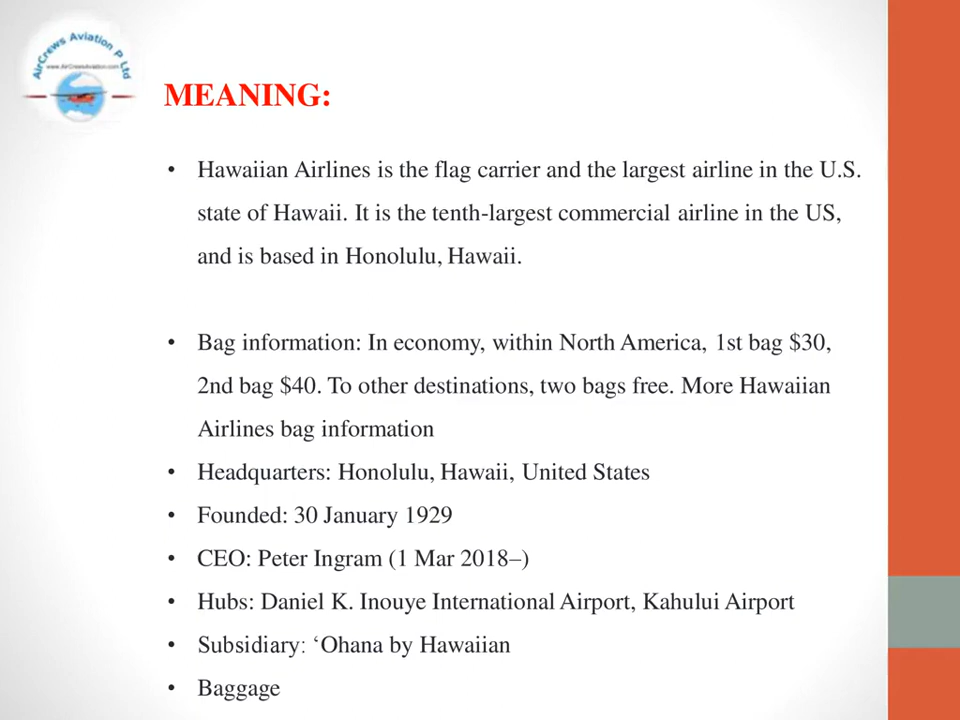 AirCrews Aviation P Ltd
www.AirCrewsAviation.com
MEANING:
• Hawaiian Airlines is the flag carrier and the largest airline in the U.S.
state of Hawaii. It is the tenth-largest commercial airline in the US,
and is based in Honolulu, Hawaii.
• Bag information: In economy, within North America, 1st bag $30,
2nd bag $40. To other destinations, two bags free. More Hawaiian
Airlines bag information
• Headquarters: Honolulu, Hawaii, United States
• Founded: 30 January 1929
• CEO: Peter Ingram (1 Mar 2018–)
• Hubs: Daniel K. Inouye International Airport, Kahului Airport
• Subsidiary: ‘Ohana by Hawaiian
• Baggage